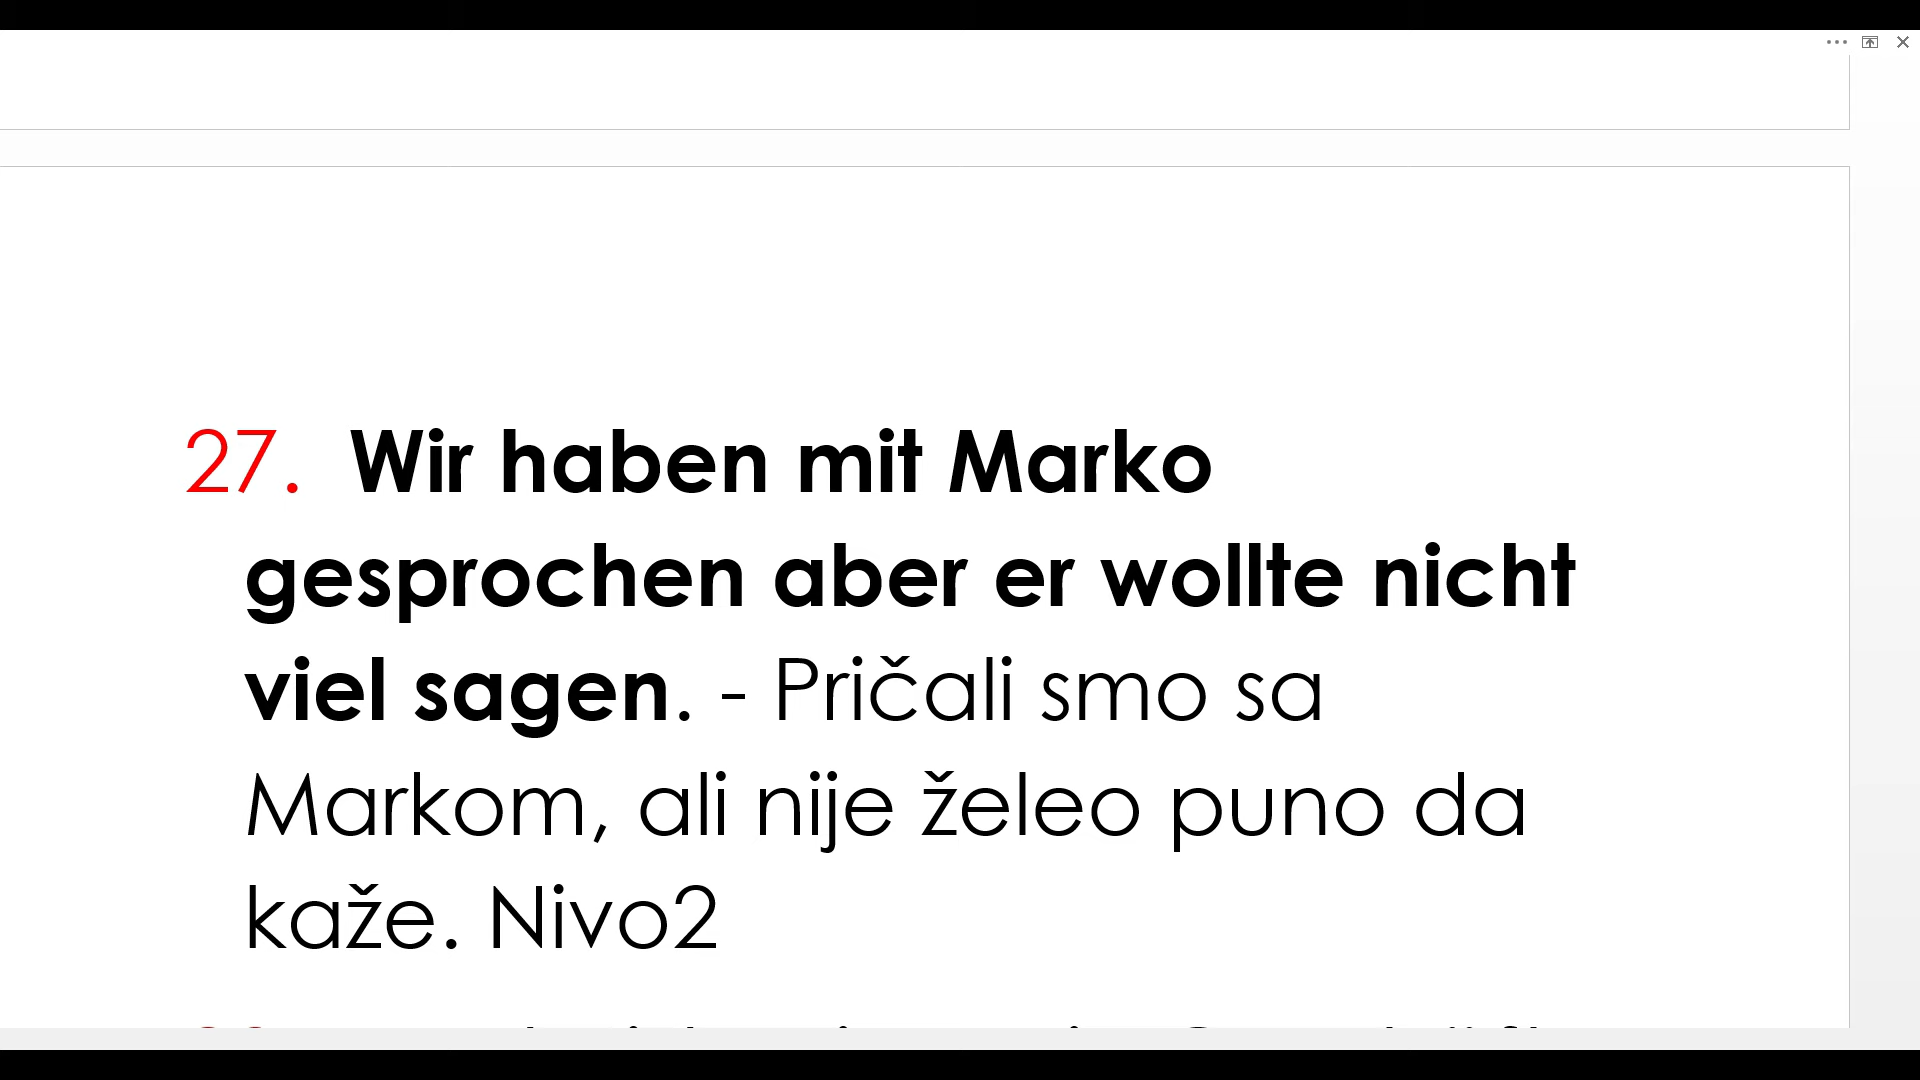 27. Wir haben mit Marko
gesprochen aber er wollte nicht
viel sagen. - Pričali smo sa
Markom, ali nije želeo puno da
kaže. Nivo2